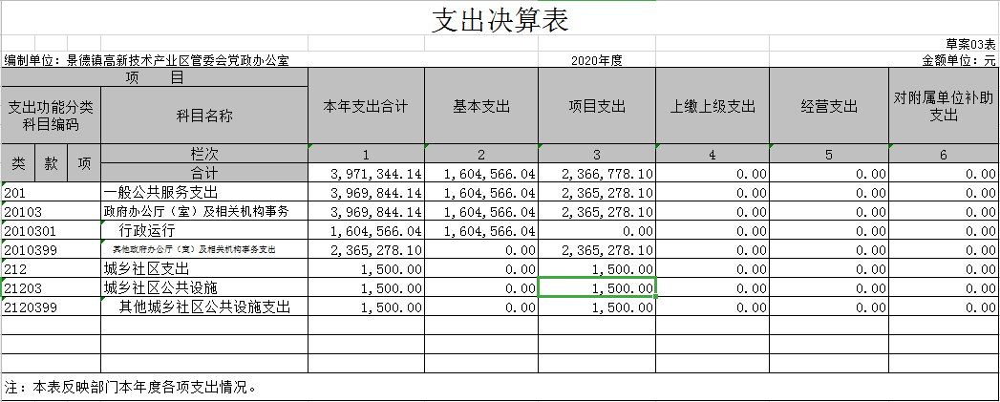 支出决算表
草案03表
编制单位：景德镇高新技术产业区管委会党政办公室 2020年度 金额单位：元
项 目 本年支出合计 基本支出 项目支出 上缴上级支出 经营支出 对附属单位补助支出
支出功能分类科目编码 科目名称
类 款 项 栏次 1 2 3 4 5 6
合计 3,971,344.14 1,604,566.04 2,366,778.10 0.00 0.00 0.00
201 一般公共服务支出 3,969,844.14 1,604,566.04 2,365,278.10 0.00 0.00 0.00
20103 政府办公厅（室）及相关机构事务 3,969,844.14 1,604,566.04 2,365,278.10 0.00 0.00 0.00
2010301 行政运行 1,604,566.04 1,604,566.04 0.00 0.00 0.00 0.00
2010399 其他政府办公厅（室）及相关机构事务支出 2,365,278.10 0.00 2,365,278.10 0.00 0.00 0.00
212 城乡社区支出 1,500.00 0.00 1,500.00 0.00 0.00 0.00
21203 城乡社区公共设施 1,500.00 0.00 1,500.00 0.00 0.00 0.00
2120399 其他城乡社区公共设施支出 1,500.00 0.00 1,500.00 0.00 0.00 0.00
注：本表反映部门本年度各项支出情况。